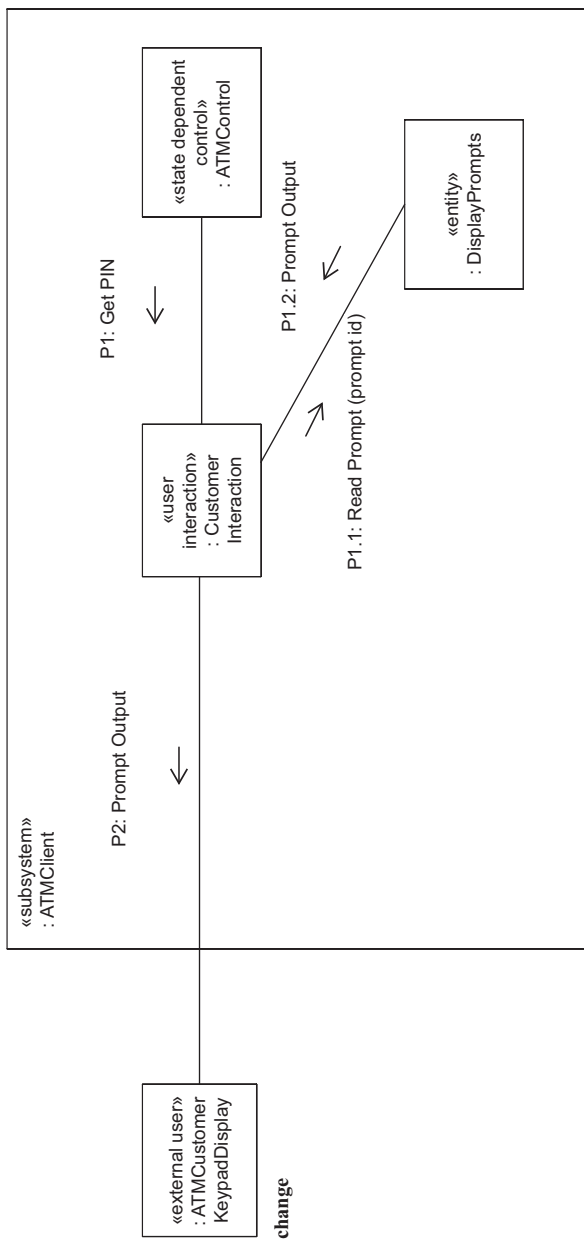 «subsystem»
: ATMClient
«external user»
: ATMCustomer
KeypadDisplay
P2: Prompt Output
«user
interaction»
: Customer
Interaction
P1: Get PIN
«state dependent
control»
: ATMControl
P1.1: Read Prompt (prompt id)
P1.2: Prompt Output
«entity»
: DisplayPrompts
change